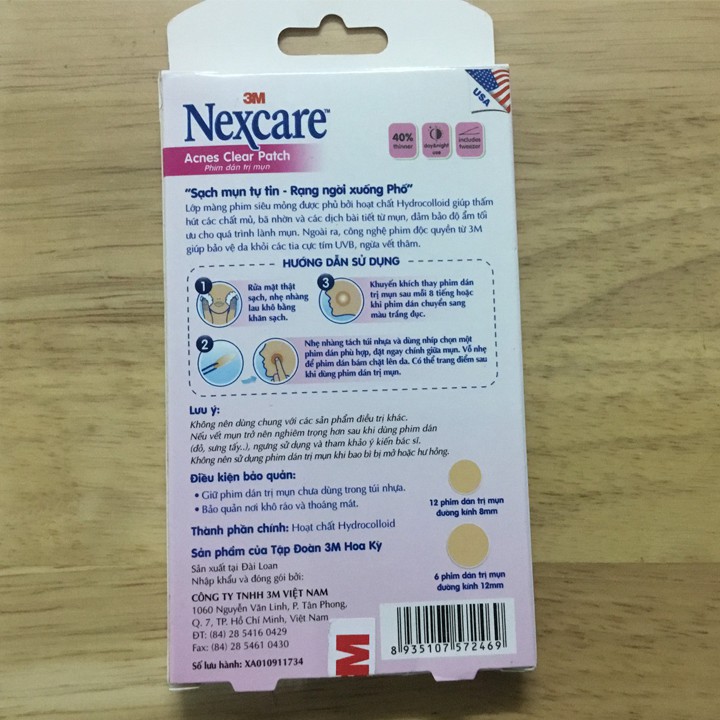 3M
Nexcare™
Acnes Clear Patch
Phim dán trị mụn
40%
thinner
day&night
use
includes
tweezer
USA
"Sạch mụn tự tin - Rạng ngời xuống Phố"
Lớp màng phim siêu mỏng được phủ bởi hoạt chất Hydrocolloid giúp thấm
hút các chất mủ, bã nhờn và các dịch bài tiết từ mụn, đảm bảo độ ẩm tối
ưu cho quá trình lành mụn. Ngoài ra, công nghệ phim độc quyền từ 3M
giúp bảo vệ da khỏi các tia cực tím UVB, ngừa vết thâm.
HƯỚNG DẪN SỬ DỤNG
1
Rửa mặt thật
sạch, nhẹ nhàng
lau khô bằng
khăn sạch.
3
Khuyến khích thay phim dán
trị mụn sau mỗi 8 tiếng hoặc
khi phim dán chuyển sang
màu trắng đục.
2
Nhẹ nhàng tách túi nhựa và dùng nhíp chọn một
phim dán phù hợp, đặt ngay chính giữa mụn. Vỗ nhẹ
để phim dán bám chặt lên da. Có thể trang điểm sau
khi dùng phim dán trị mụn.
Lưu ý:
Không nên dùng chung với các sản phẩm điều trị khác.
Nếu vết mụn trở nên nghiêm trọng hơn sau khi dùng phim dán
(đỏ, sưng tấy..), ngưng sử dụng và tham khảo ý kiến bác sĩ.
Không nên sử dụng phim dán trị mụn khi bao bì bị mở hoặc hư hỏng.
Điều kiện bảo quản:
• Giữ phim dán trị mụn chưa dùng trong túi nhựa.
• Bảo quản nơi khô ráo và thoáng mát.
Thành phần chính: Hoạt chất Hydrocolloid
12 phim dán trị mụn
đường kính 8mm
Sản phẩm của Tập Đoàn 3M Hoa Kỳ
Sản xuất tại Đài Loan
Nhập khẩu và đóng gói bởi:
CÔNG TY TNHH 3M VIỆT NAM
1060 Nguyễn Văn Linh, P. Tân Phong,
Q. 7, TP. Hồ Chí Minh, Việt Nam
ĐT: (84) 28 5416 0429
Fax: (84) 28 5461 0430
Số lưu hành: XA010911734
6 phim dán trị mụn
đường kính 12mm
3M
8 935107 572469